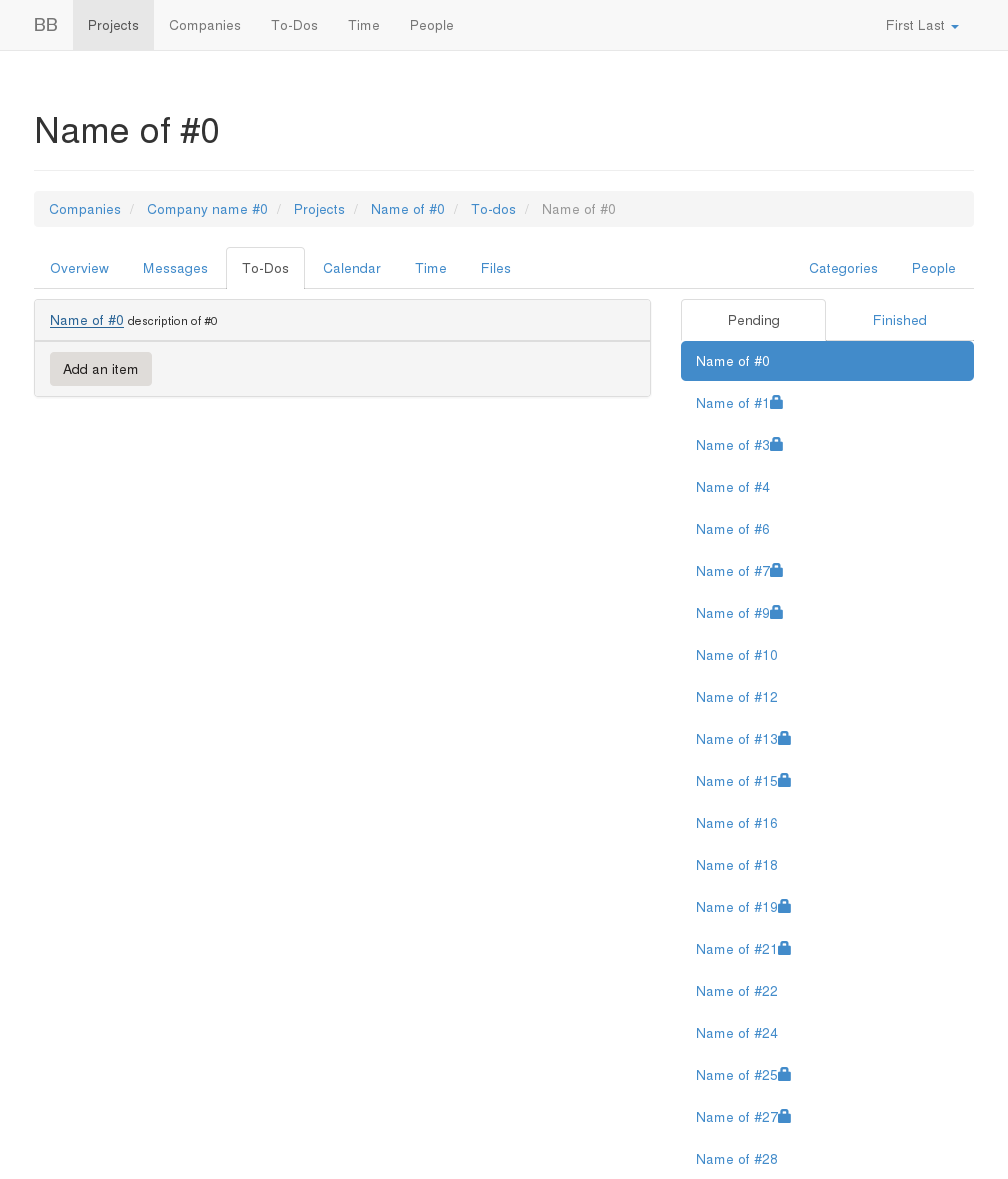 BB Projects Companies To-Dos Time People First Last
Name of #0
Companies / Company name #0 / Projects / Name of #0 / To-dos / Name of #0
Overview Messages To-Dos Calendar Time Files Categories People
Name of #0 description of #0
Add an item
Pending Finished
Name of #0
Name of #1
Name of #3
Name of #4
Name of #6
Name of #7
Name of #9
Name of #10
Name of #12
Name of #13
Name of #15
Name of #16
Name of #18
Name of #19
Name of #21
Name of #22
Name of #24
Name of #25
Name of #27
Name of #28